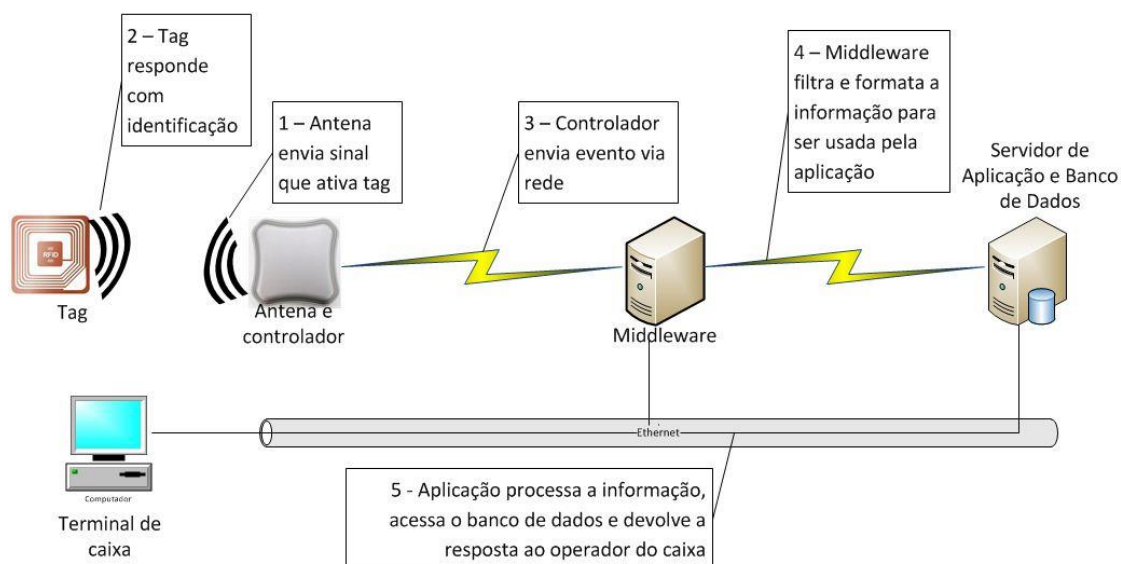 2 – Tag
responde
com
identificação
1 – Antena
envia sinal
que ativa tag
3 – Controlador
envia evento via
rede
4 – Middleware
filtra e formata a
informação para
ser usada pela
aplicação
Servidor de
Aplicação e Banco
de Dados
RFID
Tag
Antena e
controlador
Middleware
Ethernet
Computador
Terminal de
caixa
5 - Aplicação processa a informação,
acessa o banco de dados e devolve a
resposta ao operador do caixa